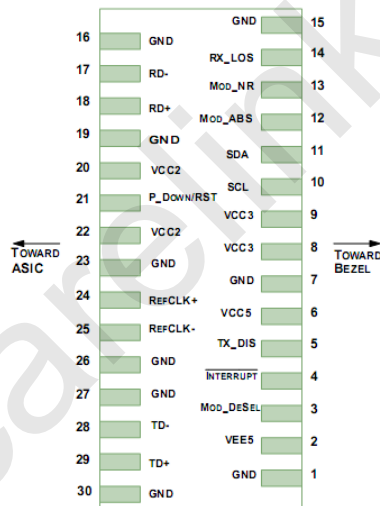 GND 15
16 GND
RX_LOS 14
17 RD-
MOD_NR 13
18 RD+
MOD_ABS 12
19 GND
SDA 11
20 VCC2
SCL 10
21 P_DOWN/RST
VCC3 9
22 VCC2
VCC3 8
TOWARD ASIC
TOWARD BEZEL
23 GND
GND 7
24 REFCLK+
VCC5 6
25 REFCLK-
TX_DIS 5
26 GND
INTERRUPT 4
27 GND
MOD_DESEL 3
28 TD-
VEE5 2
29 TD+
GND 1
30 GND
arelink